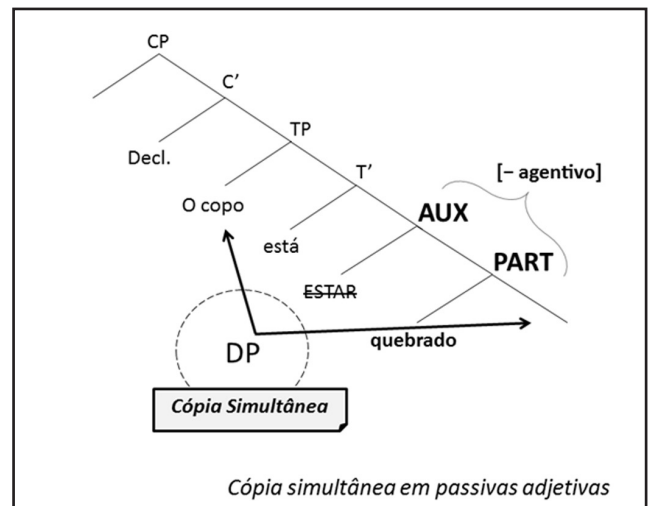 CP
C’
TP
Decl.
T’
[– agentivo]
O copo
AUX
está
PART
ESTAR
quebrado
DP
Cópia Simultânea
Cópia simultânea em passivas adjetivas